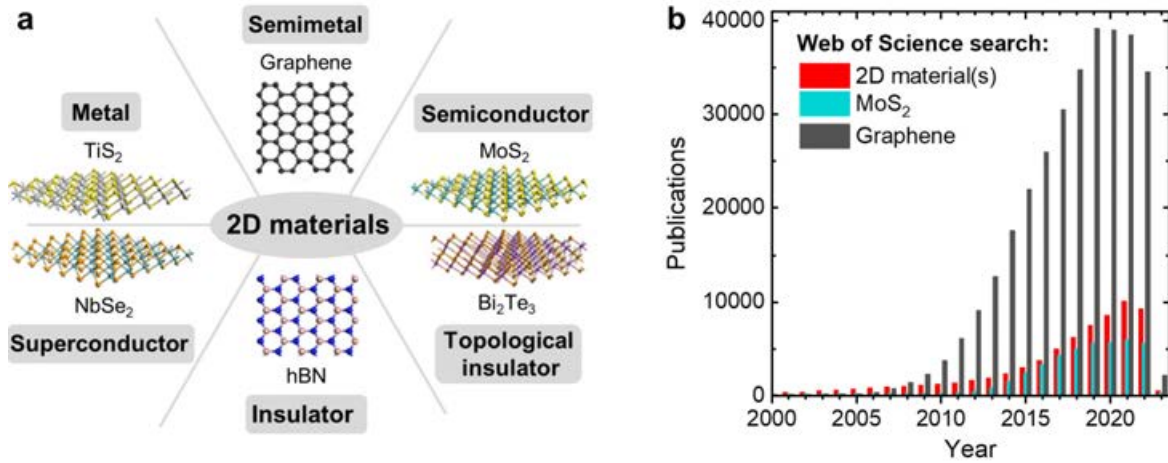 a
Semimetal
Graphene
Metal
TiS₂
Semiconductor
MoS₂
2D materials
NbSe₂
Superconductor
hBN
Insulator
Bi₂Te₃
Topological
insulator
b
Web of Science search:
2D material(s)
MoS₂
Graphene
Publications
40000
30000
20000
10000
0
2000 2005 2010 2015 2020
Year